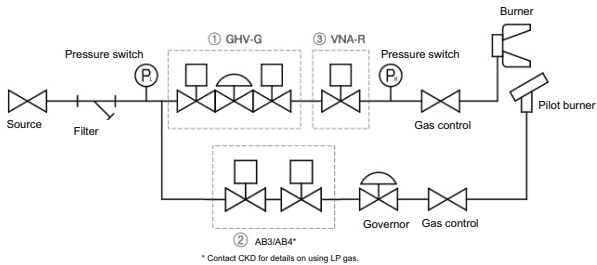 Burner
① GHV-G
③ VNA-R
Pressure switch
Pressure switch
PL
PH
Pilot burner
Source
Filter
Gas control
Governor
Gas control
② AB3/AB4*
* Contact CKD for details on using LP gas.